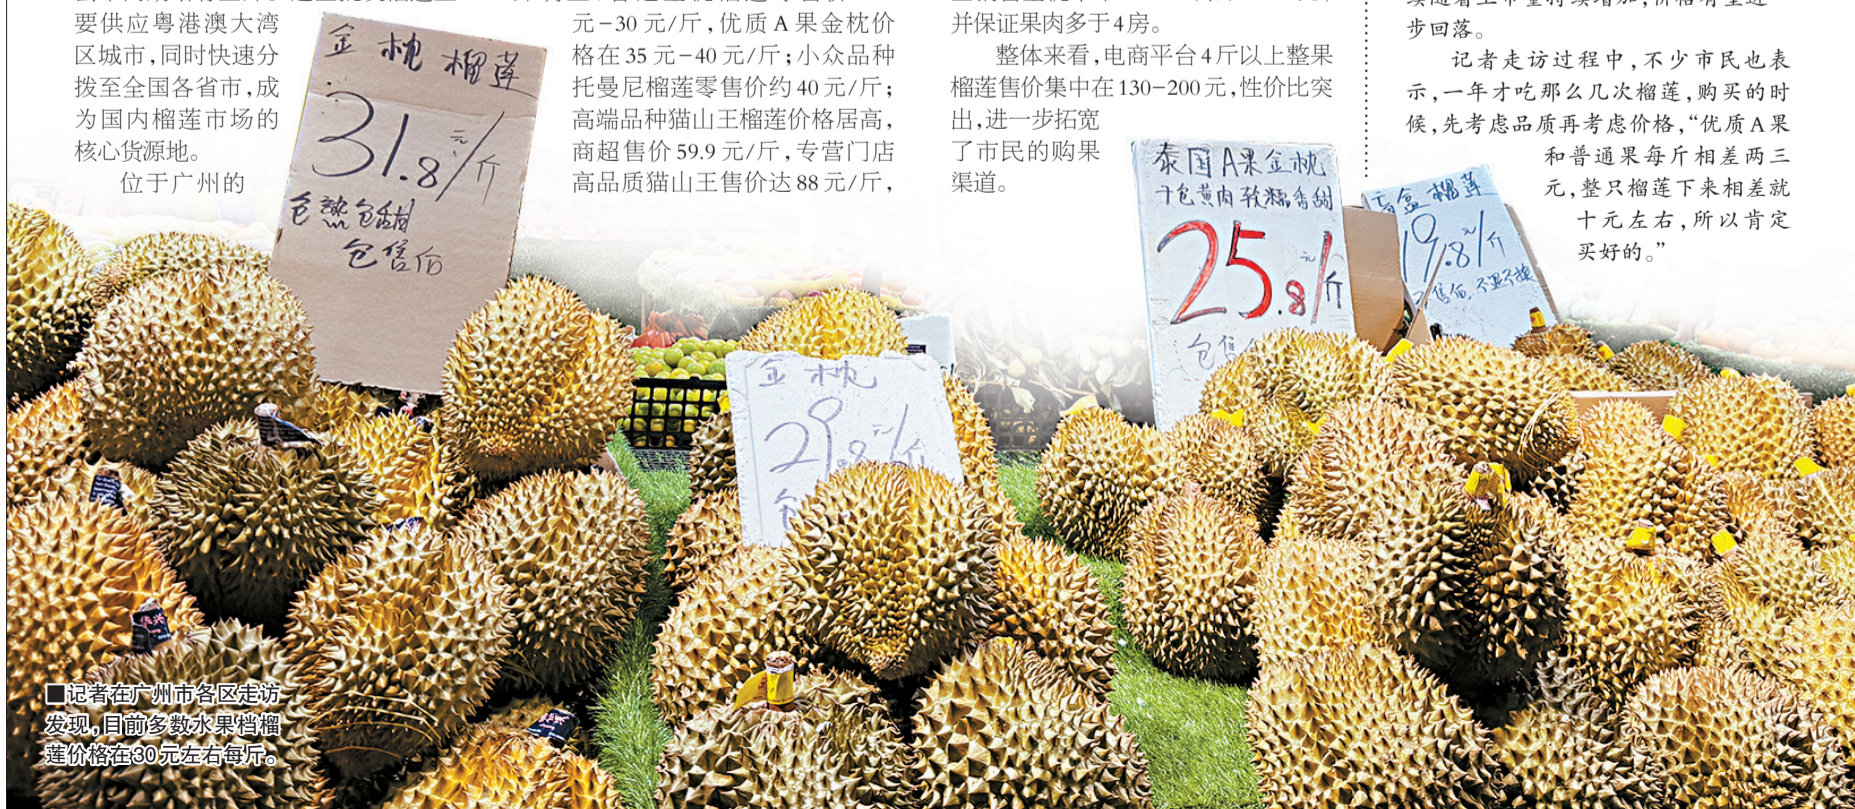 要供应粤港澳大湾
区城市,同时快速分
拨至全国各省市,成
为国内榴莲市场的
核心货源地。
位于广州的
元-30元/斤,优质A果金枕价
格在35元-40元/斤;小众品种
托曼尼榴莲零售价约40元/斤;
高端品种猫山王榴莲价格居高,
商超售价59.9元/斤,专营门店
高品质猫山王售价达88元/斤,
并保证果肉多于4房。
整体来看,电商平台4斤以上整果
榴莲售价集中在130-200元,性价比突
出,进一步拓宽
了市民的购果
渠道。
步回落。
记者走访过程中,不少市民也表
示,一年才吃那么几次榴莲,购买的时
候,先考虑品质再考虑价格,“优质A果
和普通果每斤相差两三
元,整只榴莲下来相差就
十元左右,所以肯定
买好的。”
金枕榴莲
31.8元/斤
包熟包甜
包售后
金枕
29.8元/斤
包
泰国A果金枕
干包黄肉软糯香甜
25.8元/斤
包售
盲盒榴莲
19.8元/斤
■记者在广州市各区走访
发现,目前多数水果档榴
莲价格在30元左右每斤。